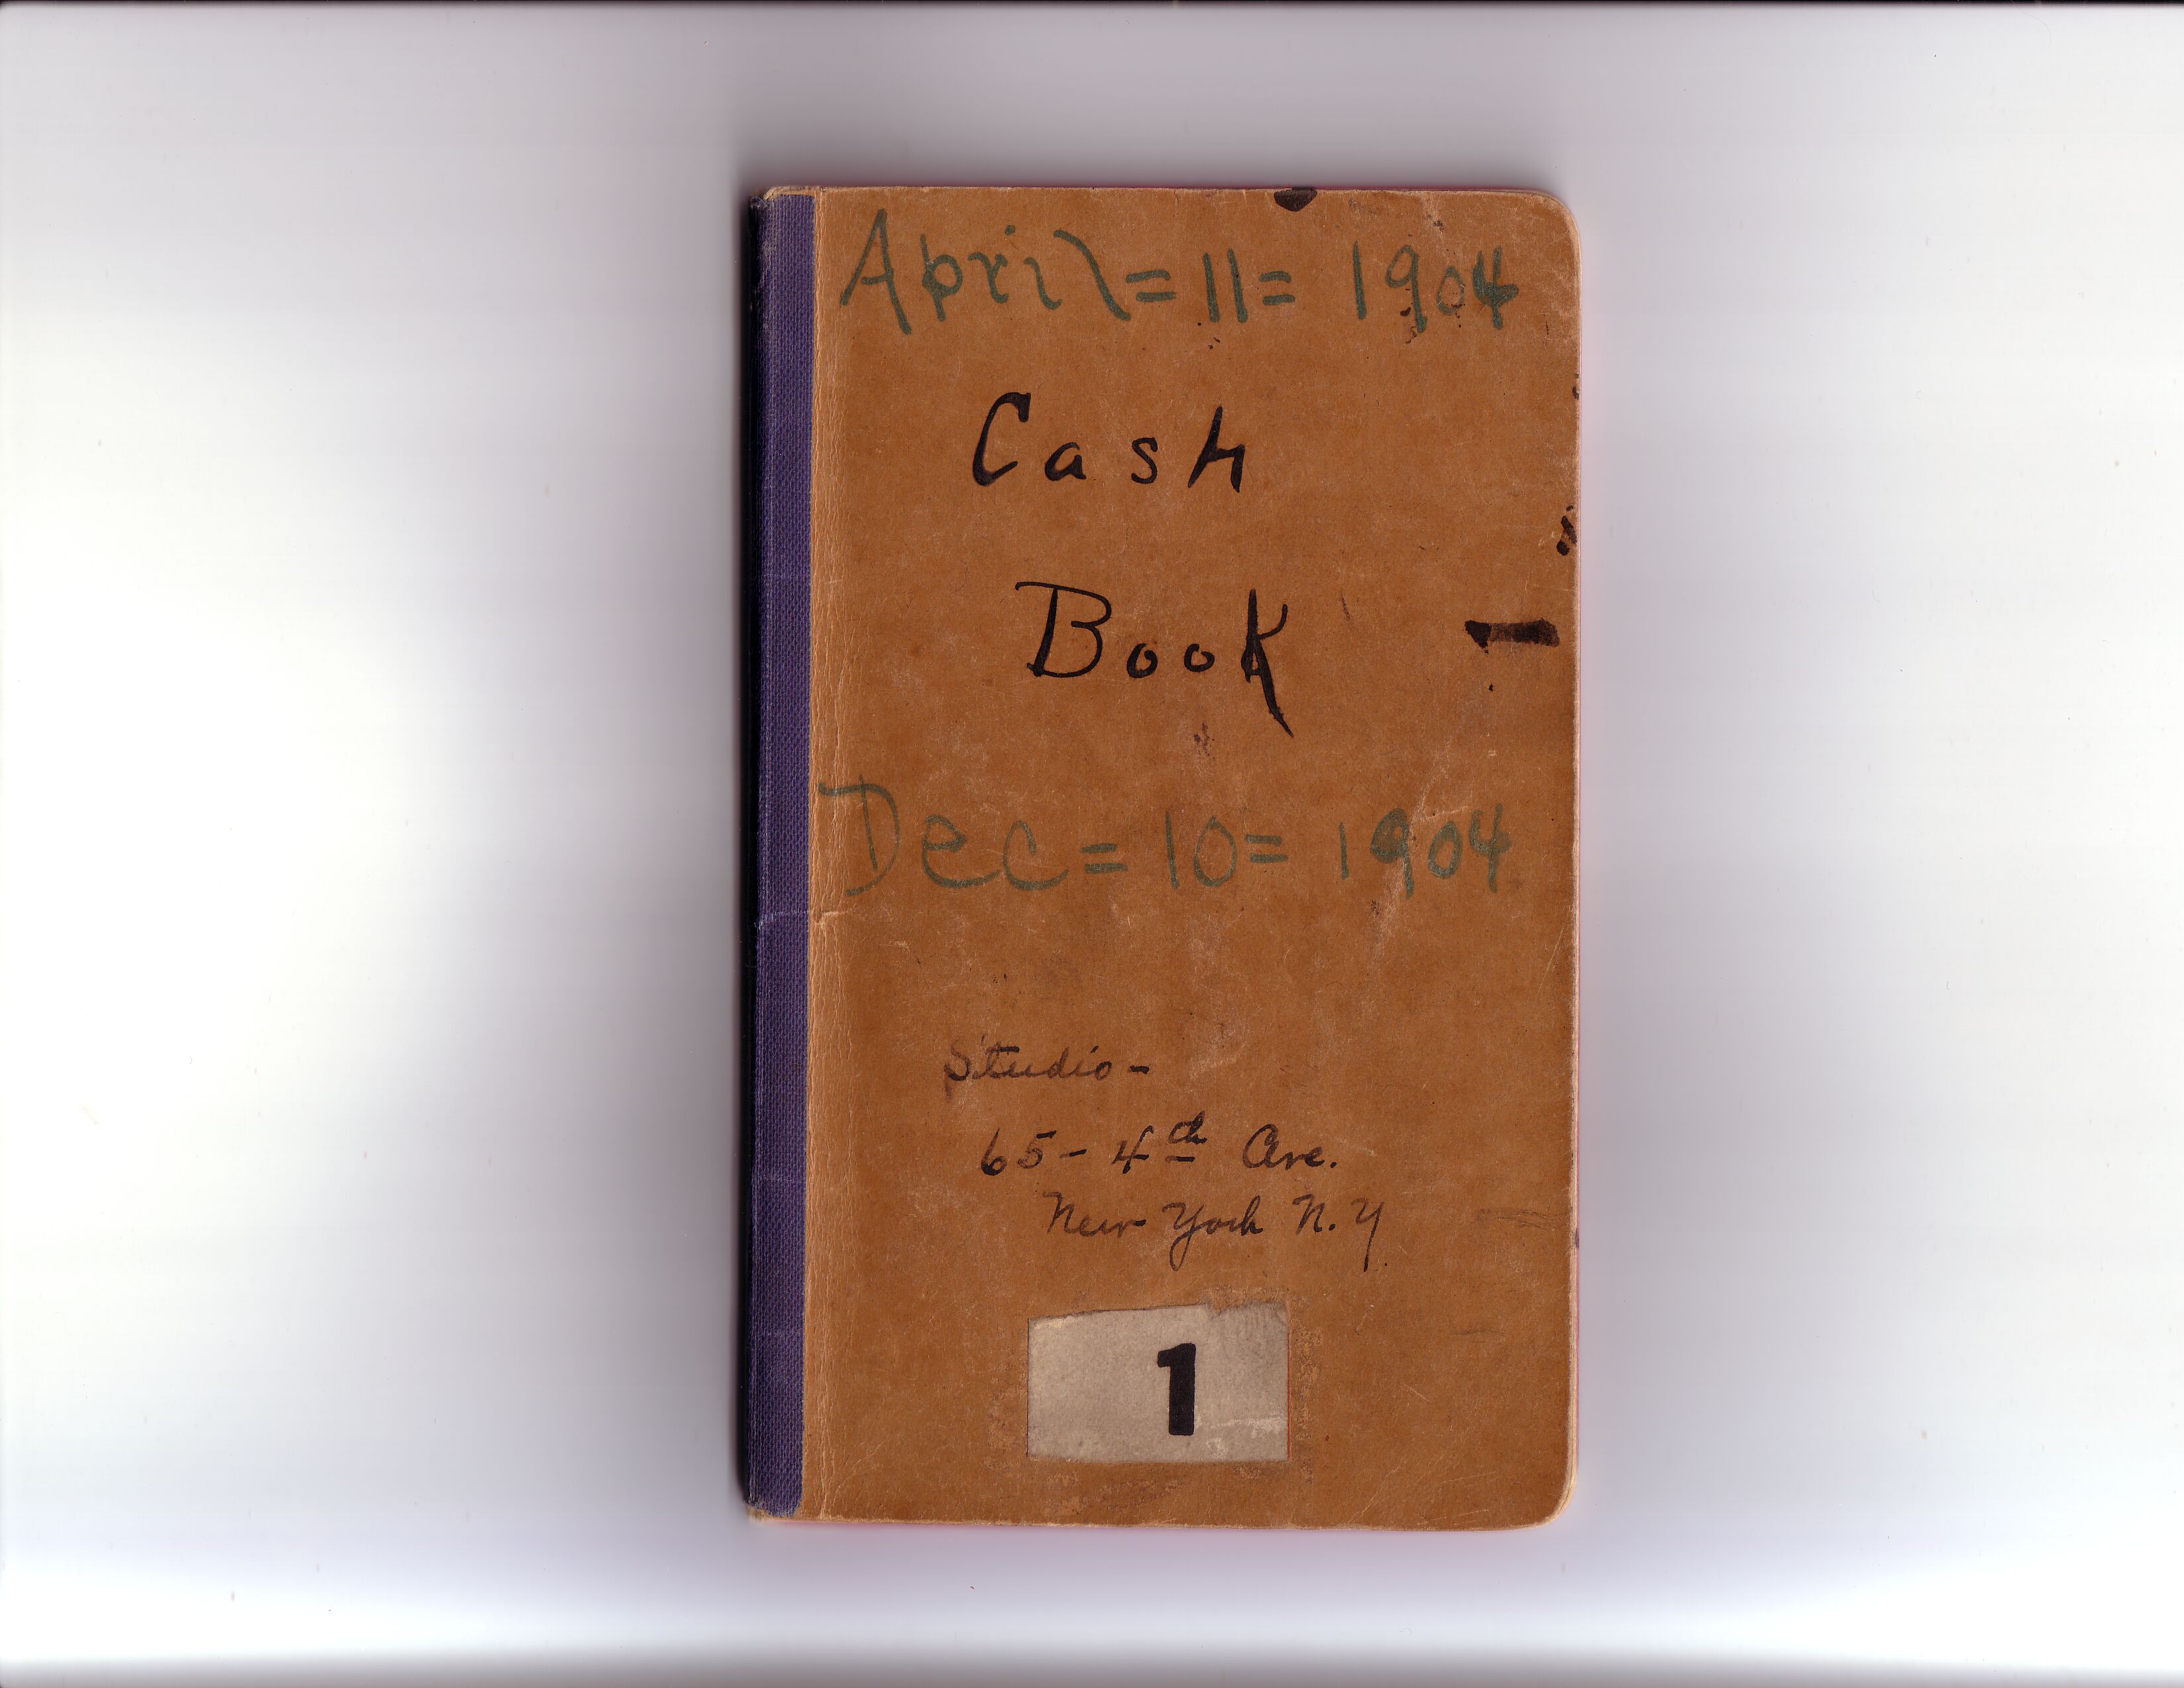 April = 11 = 1904
Cash
Book
Dec = 10 = 1904
Studio -
65 - 4th Ave.
New York N.Y.
1